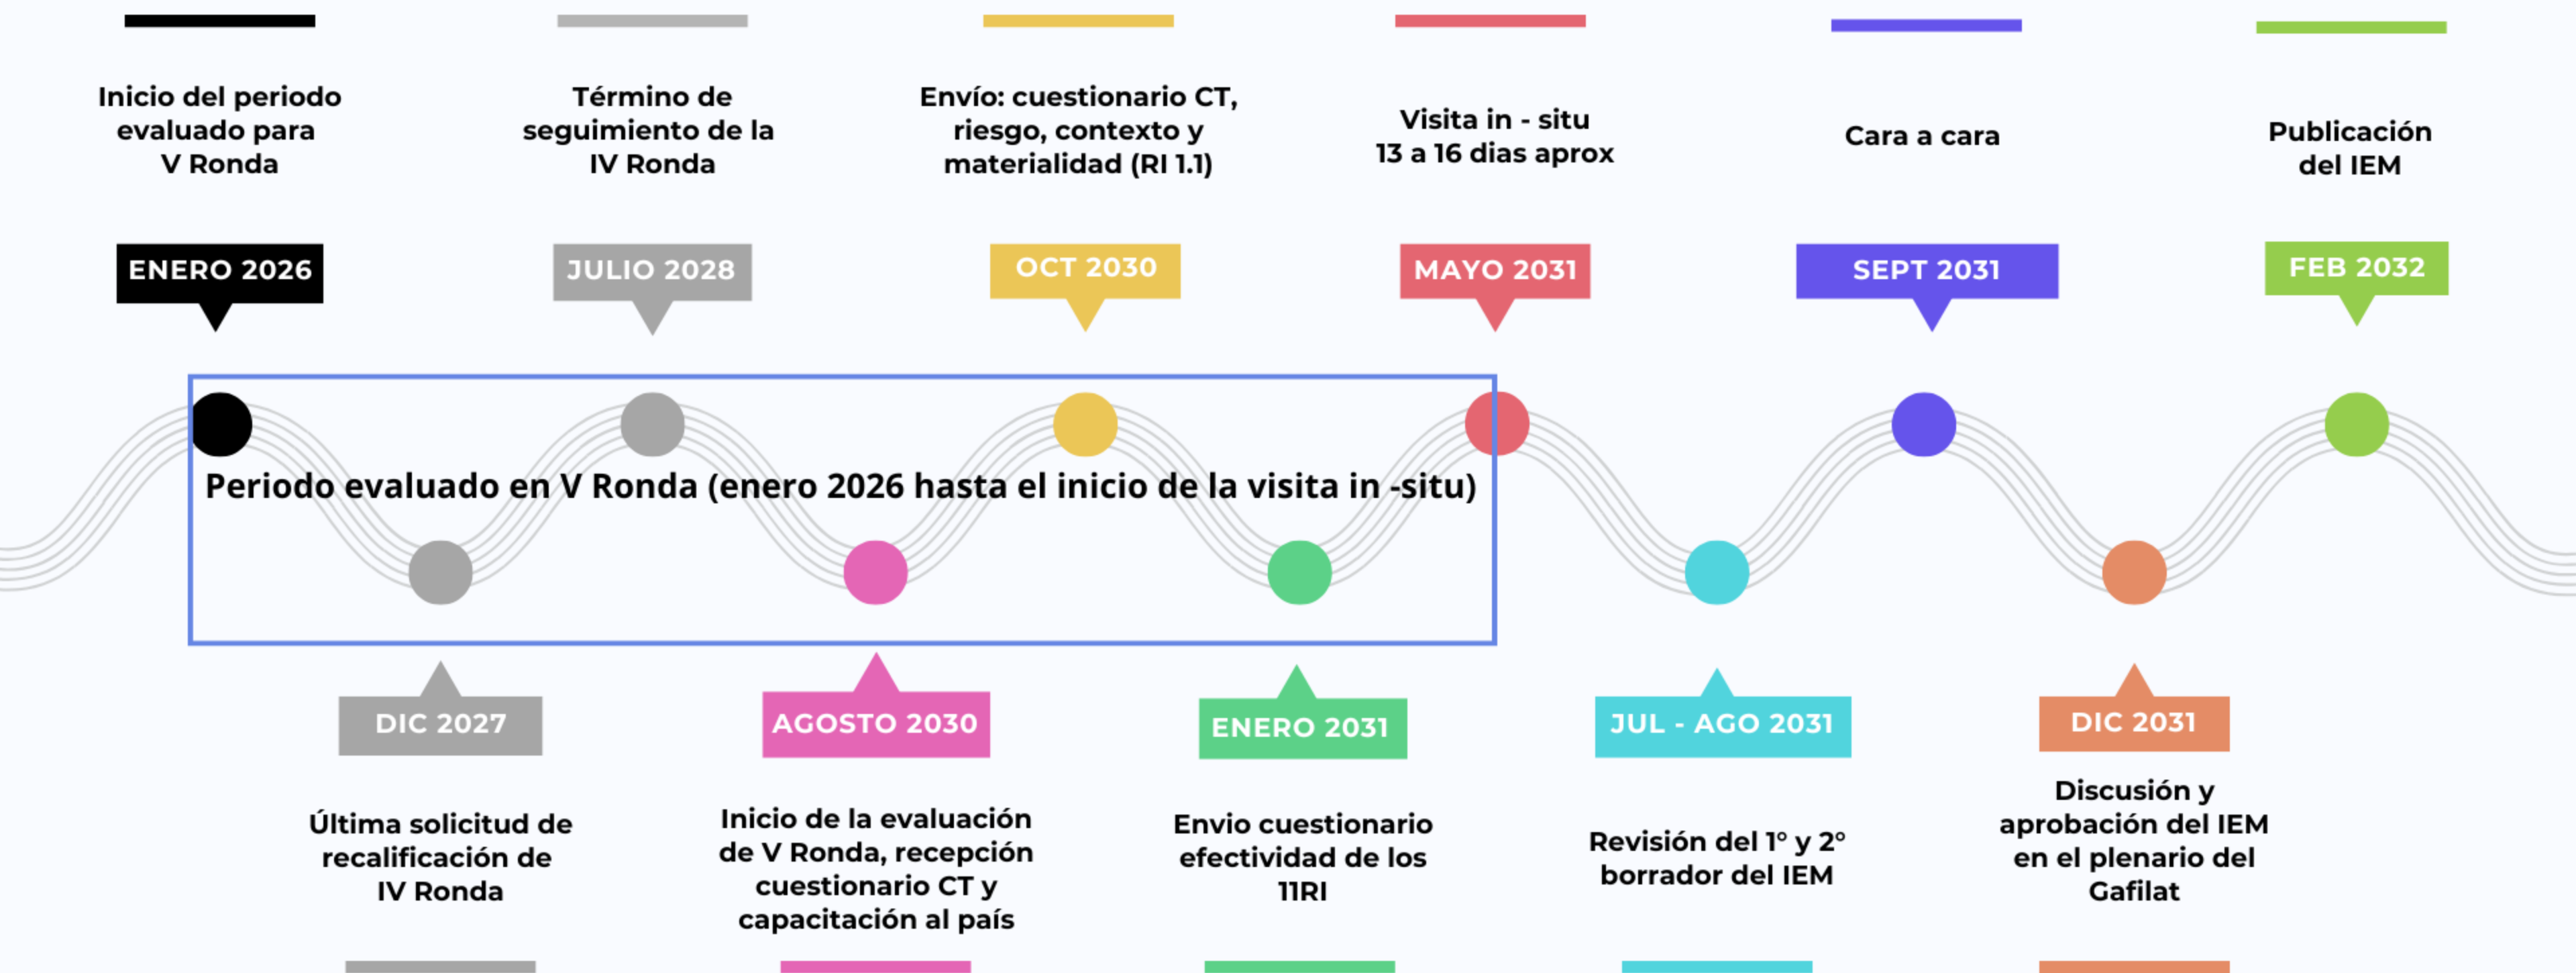 Inicio del periodo
evaluado para
V Ronda
Término de
seguimiento de la
IV Ronda
Envío: cuestionario CT,
riesgo, contexto y
materialidad (RI 1.1)
Visita in - situ
13 a 16 dias aprox
Cara a cara
Publicación
del IEM
ENERO 2026
JULIO 2028
OCT 2030
MAYO 2031
SEPT 2031
FEB 2032
Periodo evaluado en V Ronda (enero 2026 hasta el inicio de la visita in -situ)
DIC 2027
AGOSTO 2030
ENERO 2031
JUL - AGO 2031
DIC 2031
Última solicitud de
recalificación de
IV Ronda
Inicio de la evaluación
de V Ronda, recepción
cuestionario CT y
capacitación al país
Envio cuestionario
efectividad de los
11RI
Revisión del 1° y 2°
borrador del IEM
Discusión y
aprobación del IEM
en el plenario del
Gafilat